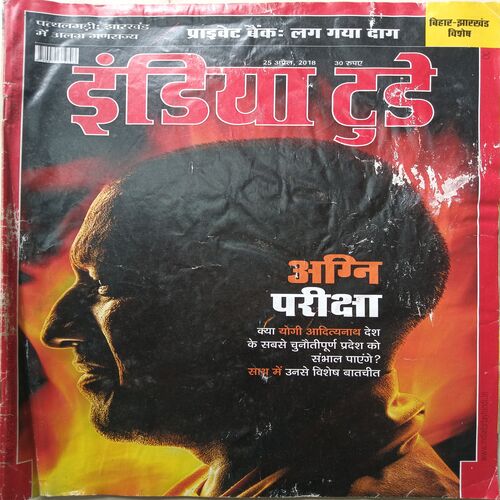 पत्थलगड़ी: झारखंड
में अलग गणराज्य
प्राइवेट बैंक: लग गया दाग
बिहार-झारखंड
विशेष
25 अप्रैल, 2018
30 रुपए
इंडिया टुडे
अग्नि
परीक्षा
क्या योगी आदित्यनाथ देश
के सबसे चुनौतीपूर्ण प्रदेश को
संभाल पाएंगे?
साथ में उनसे विशेष बातचीत